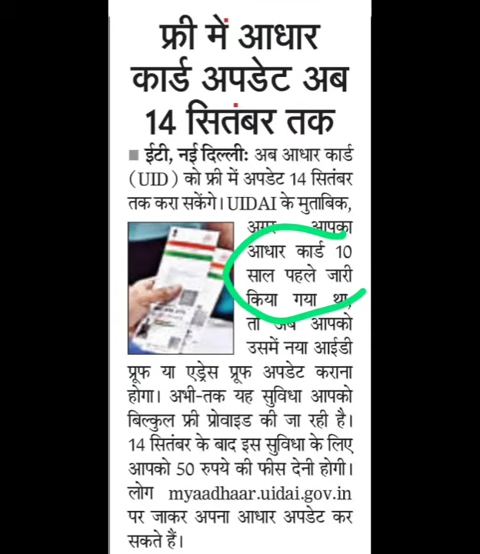 फ्री में आधार
कार्ड अपडेट अब
14 सितंबर तक
■ ईटी, नई दिल्ली: अब आधार कार्ड
(UID) को फ्री में अपडेट 14 सितंबर
तक करा सकेंगे। UIDAI के मुताबिक,
अगर आपका
आधार कार्ड 10
साल पहले जारी
किया गया था,
तो अब आपको
उसमें नया आईडी
प्रूफ या एड्रेस प्रूफ अपडेट कराना
होगा। अभी-तक यह सुविधा आपको
बिल्कुल फ्री प्रोवाइड की जा रही है।
14 सितंबर के बाद इस सुविधा के लिए
आपको 50 रुपये की फीस देनी होगी।
लोग myaadhaar.uidai.gov.in
पर जाकर अपना आधार अपडेट कर
सकते हैं।